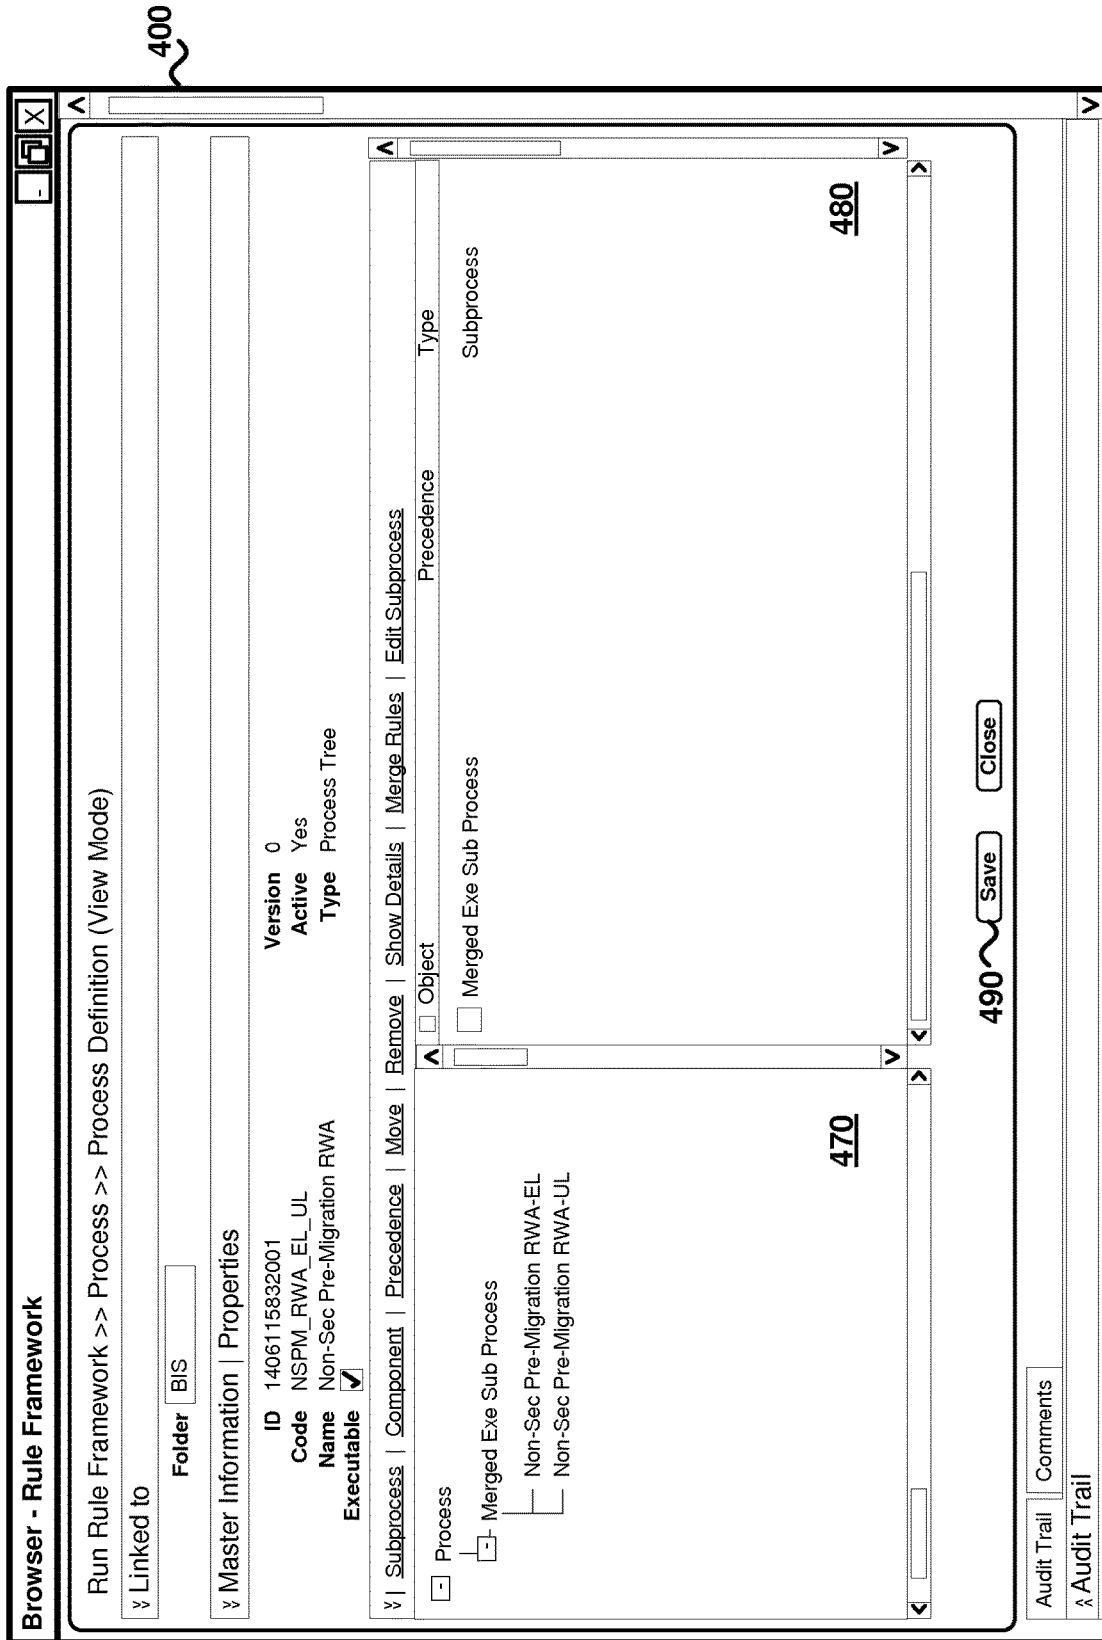 400
Browser - Rule Framework
- X
Run Rule Framework >> Process >> Process Definition (View Mode)
Linked to
Folder BIS
Master Information | Properties
ID 1406115832001 Version 0
Code NSPM_RWA_EL_UL Active Yes
Name Non-Sec Pre-Migration RWA Type Process Tree
Executable
| Subprocess | Component | Precedence | Move | Remove | Show Details | Merge Rules | Edit Subprocess
Object Precedence Type
- Process
- Merged Exe Sub Process
Non-Sec Pre-Migration RWA-EL
Non-Sec Pre-Migration RWA-UL
470
Merged Exe Sub Process Subprocess
480
490 Save Close
Audit Trail Comments
Audit Trail